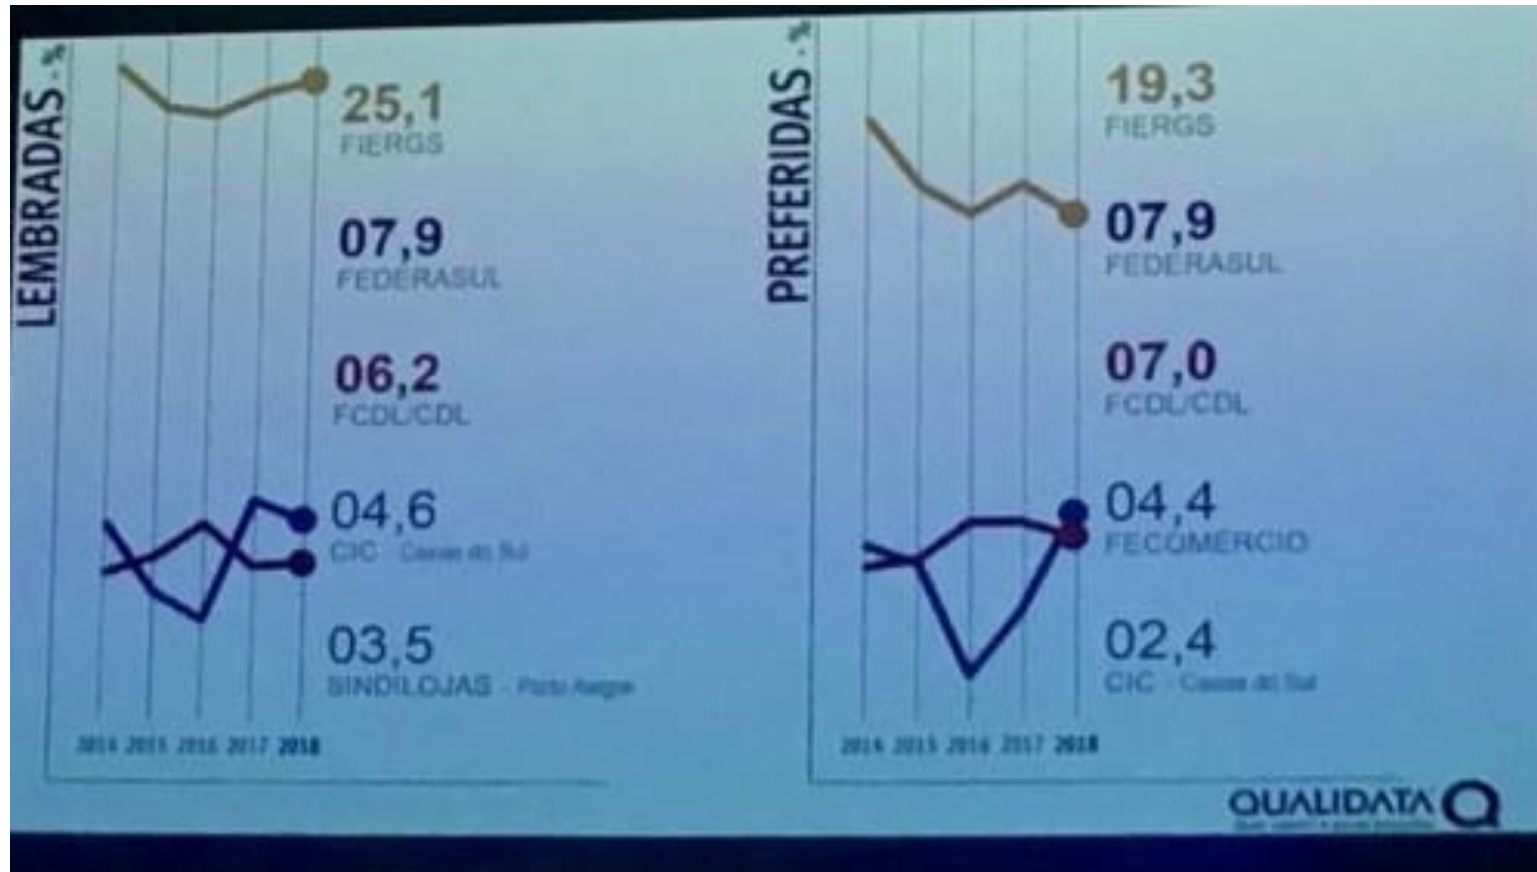 LEMBRADAS - %
25,1
FIERGS
07,9
FEDERASUL
06,2
FCDL/CDL
04,6
CIC - Caxias do Sul
03,5
SINDILOJAS - Porto Alegre
2014 2015 2016 2017 2018
PREFERIDAS - %
19,3
FIERGS
07,9
FEDERASUL
07,0
FCDL/CDL
04,4
FECOMÉRCIO
02,4
CIC - Caxias do Sul
2014 2015 2016 2017 2018
QUALIDATA